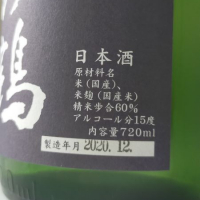 鶴
日本酒
原材料名
米(国産)、
米麹(国産米)
精米歩合60%
アルコール分15度
内容量720ml
製造年月 2020.12.